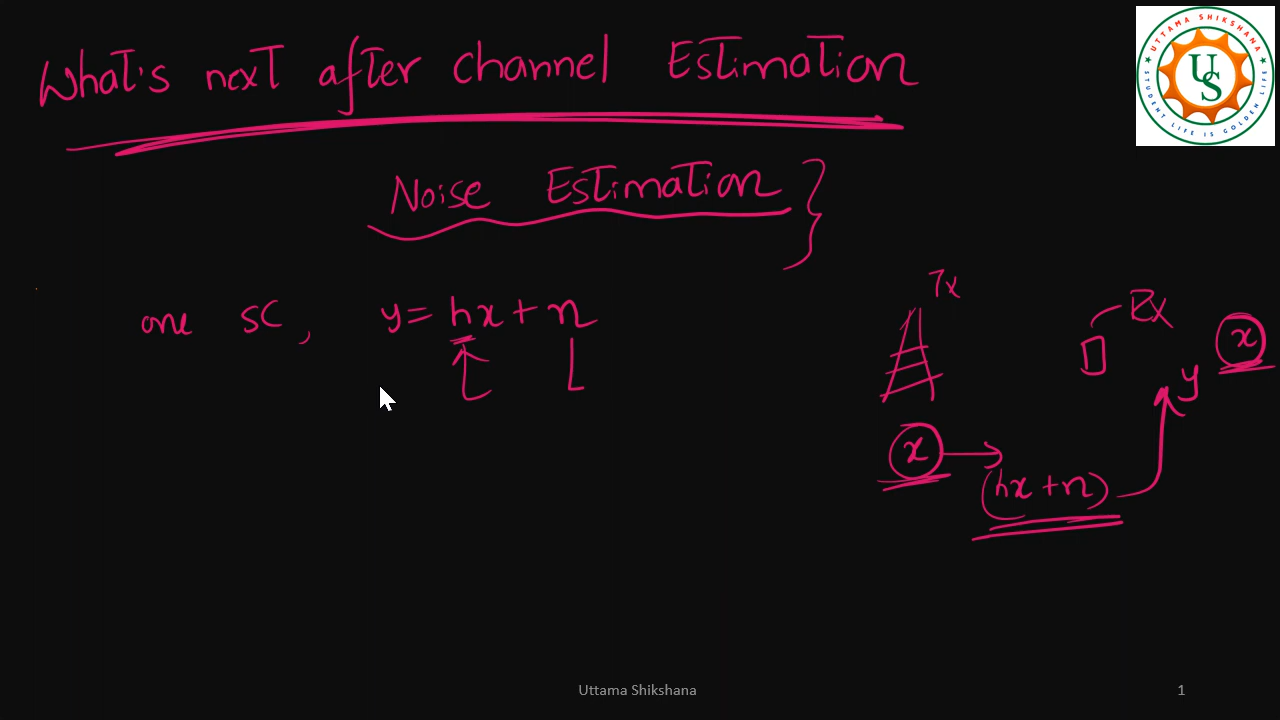 What's next after channel Estimation
UTTAMA SHIKSHANA
US
STUDENT LIFE IS GOLDEN LIFE
Noise Estimation }
one SC, y = hx + n
Tx
Rx
x
y
x
(hx + n)
Uttama Shikshana
1